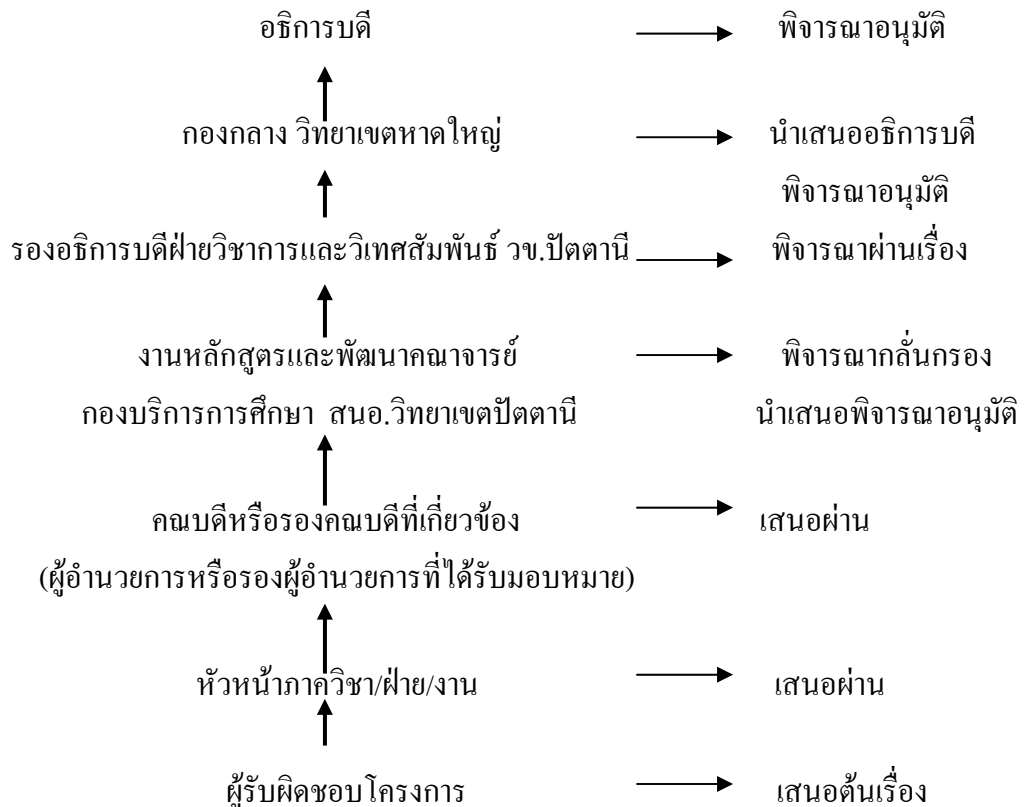 อธิการบดี พิจารณาอนุมัติ
กองกลาง วิทยาเขตหาดใหญ่ นำเสนออธิการบดี
พิจารณาอนุมัติ
รองอธิการบดีฝ่ายวิชาการและวิเทศสัมพันธ์ วข.ปัตตานี พิจารณาผ่านเรื่อง
งานหลักสูตรและพัฒนาคณาจารย์ พิจารณากลั่นกรอง
กองบริการการศึกษา สนอ.วิทยาเขตปัตตานี นำเสนอพิจารณาอนุมัติ
คณบดีหรือรองคณบดีที่เกี่ยวข้อง เสนอผ่าน
(ผู้อำนวยการหรือรองผู้อำนวยการที่ได้รับมอบหมาย)
หัวหน้าภาควิชา/ฝ่าย/งาน เสนอผ่าน
ผู้รับผิดชอบโครงการ เสนอต้นเรื่อง